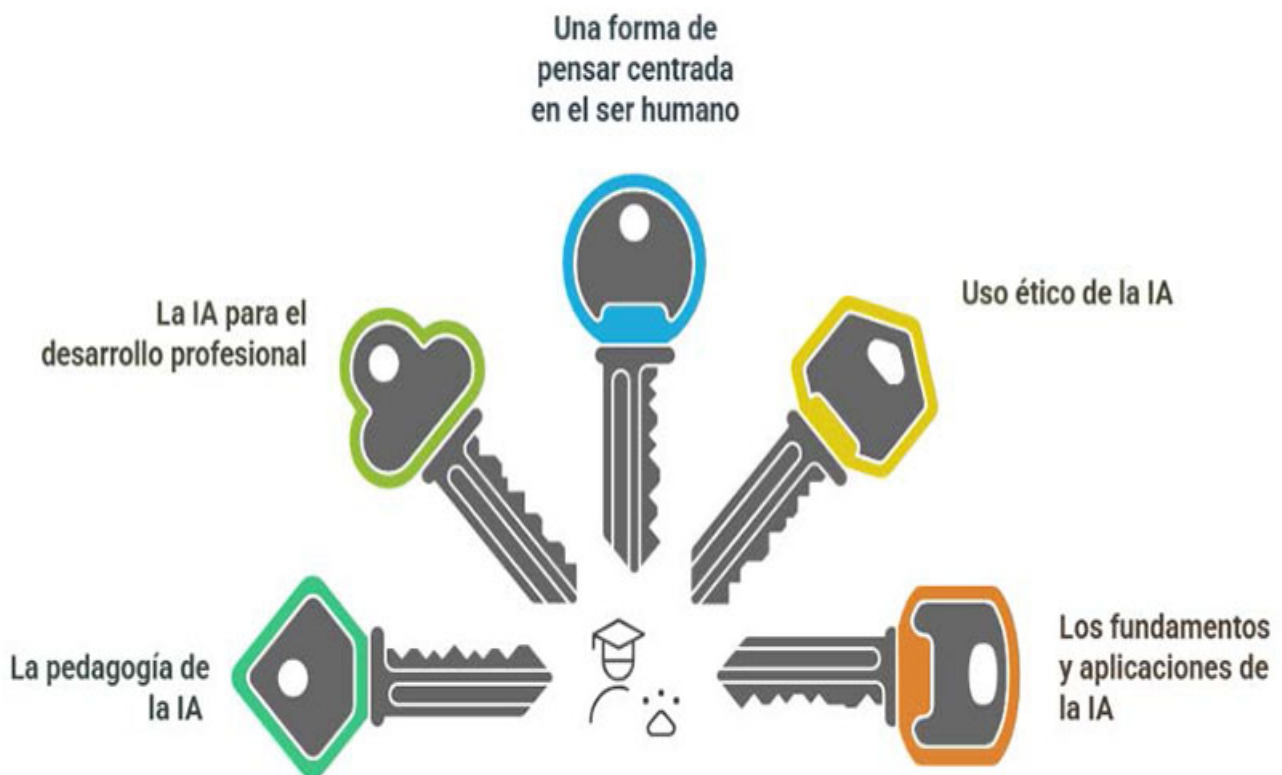 Una forma de
pensar centrada
en el ser humano
Uso ético de la IA
La IA para el
desarrollo profesional
Los fundamentos
y aplicaciones de
la IA
La pedagogía de
la IA